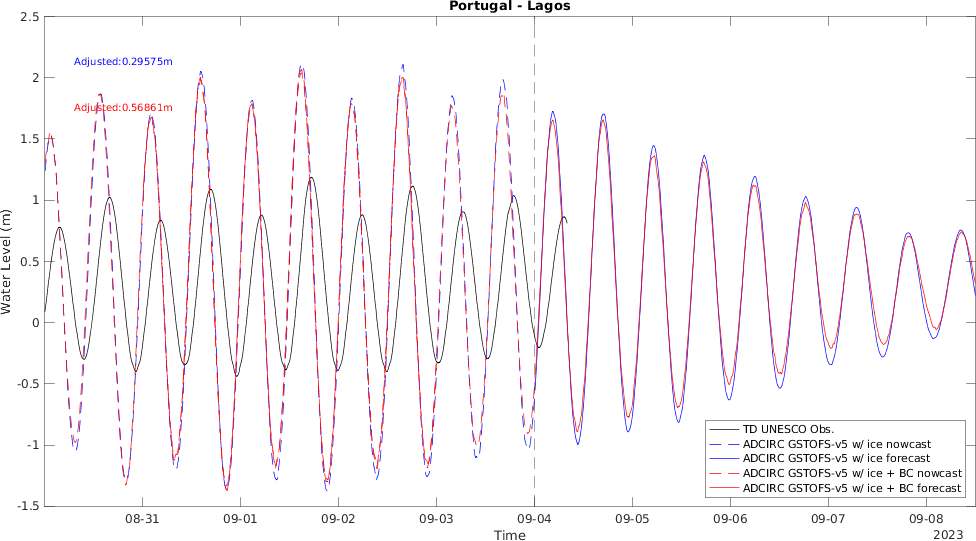 Portugal - Lagos
2.5
2
1.5
1
0.5
0
-0.5
-1
-1.5
Water Level (m)
Adjusted:0.29575m
Adjusted:0.56861m
TD UNESCO Obs.
ADCIRC GSTOFS-v5 w/ ice nowcast
ADCIRC GSTOFS-v5 w/ ice forecast
ADCIRC GSTOFS-v5 w/ ice + BC nowcast
ADCIRC GSTOFS-v5 w/ ice + BC forecast
08-31 09-01 09-02 09-03 09-04 09-05 09-06 09-07 09-08
Time
2023